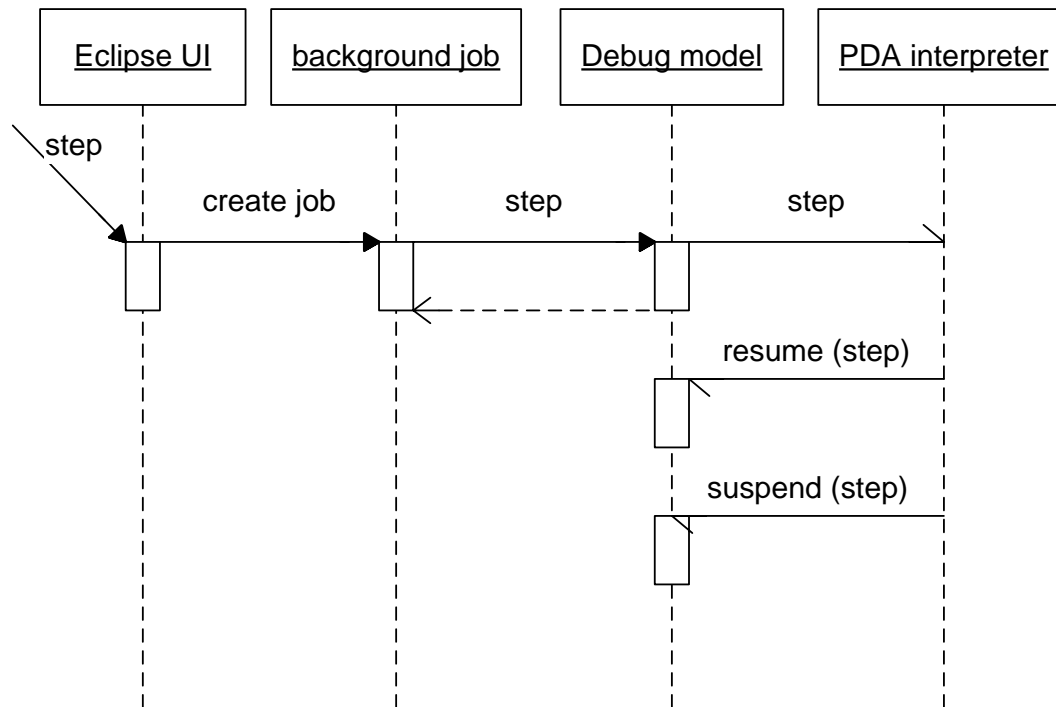 Eclipse UI
background job
Debug model
PDA interpreter
step
create job
step
step
resume (step)
suspend (step)